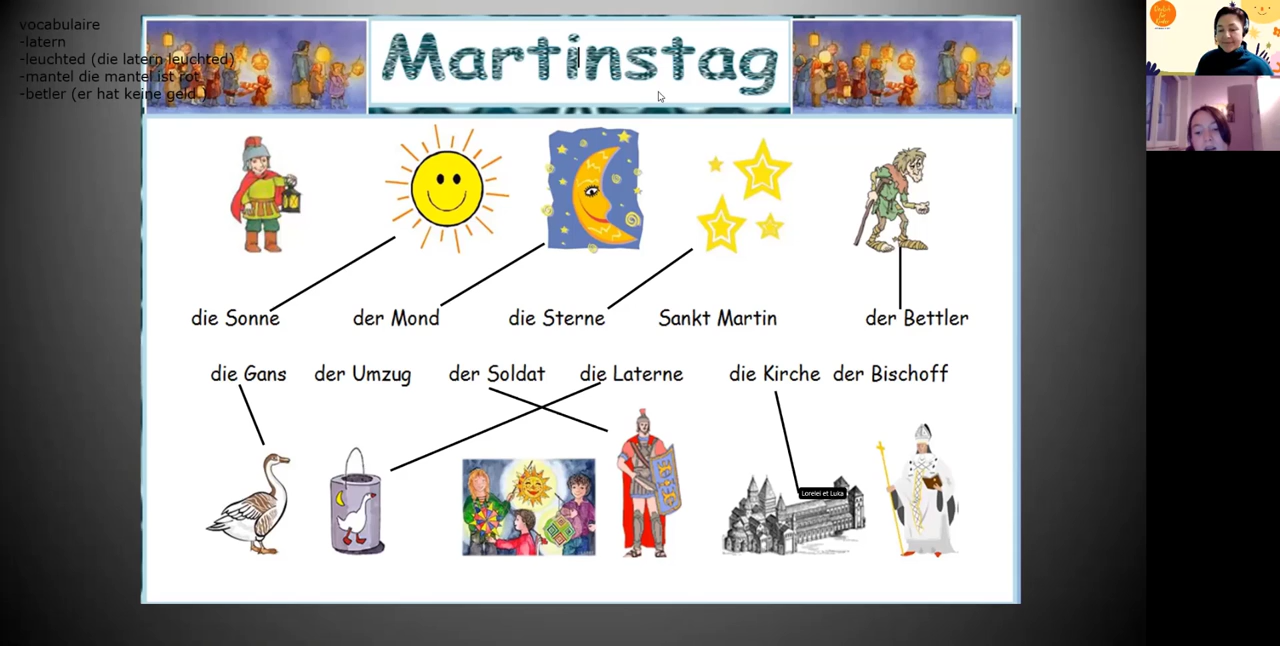 vocabulaire
-latern
-leuchted (die latern leuchted)
-mantel die mantel ist rot
-betler (er hat keine geld.)
Martinstag
die Sonne
der Mond
die Sterne
Sankt Martin
der Bettler
die Gans
der Umzug
der Soldat
die Laterne
die Kirche
der Bischoff
Lorelei et Luka